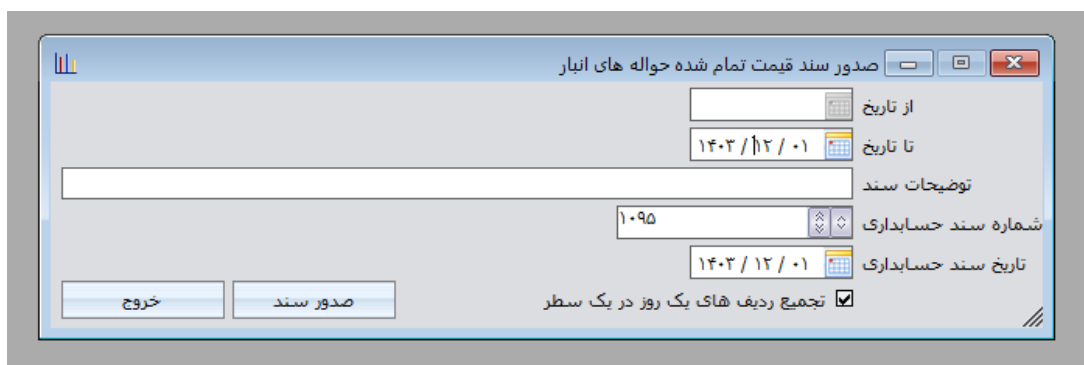 صدور سند قیمت تمام شده حواله های انبار
از تاریخ
تا تاریخ ۱۴۰۳ / ۱۲ / ۰۱
توضیحات سند
شماره سند حسابداری ۱۰۹۵
تاریخ سند حسابداری ۱۴۰۳ / ۱۲ / ۰۱
تجمیع ردیف های یک روز در یک سطر
صدور سند
خروج